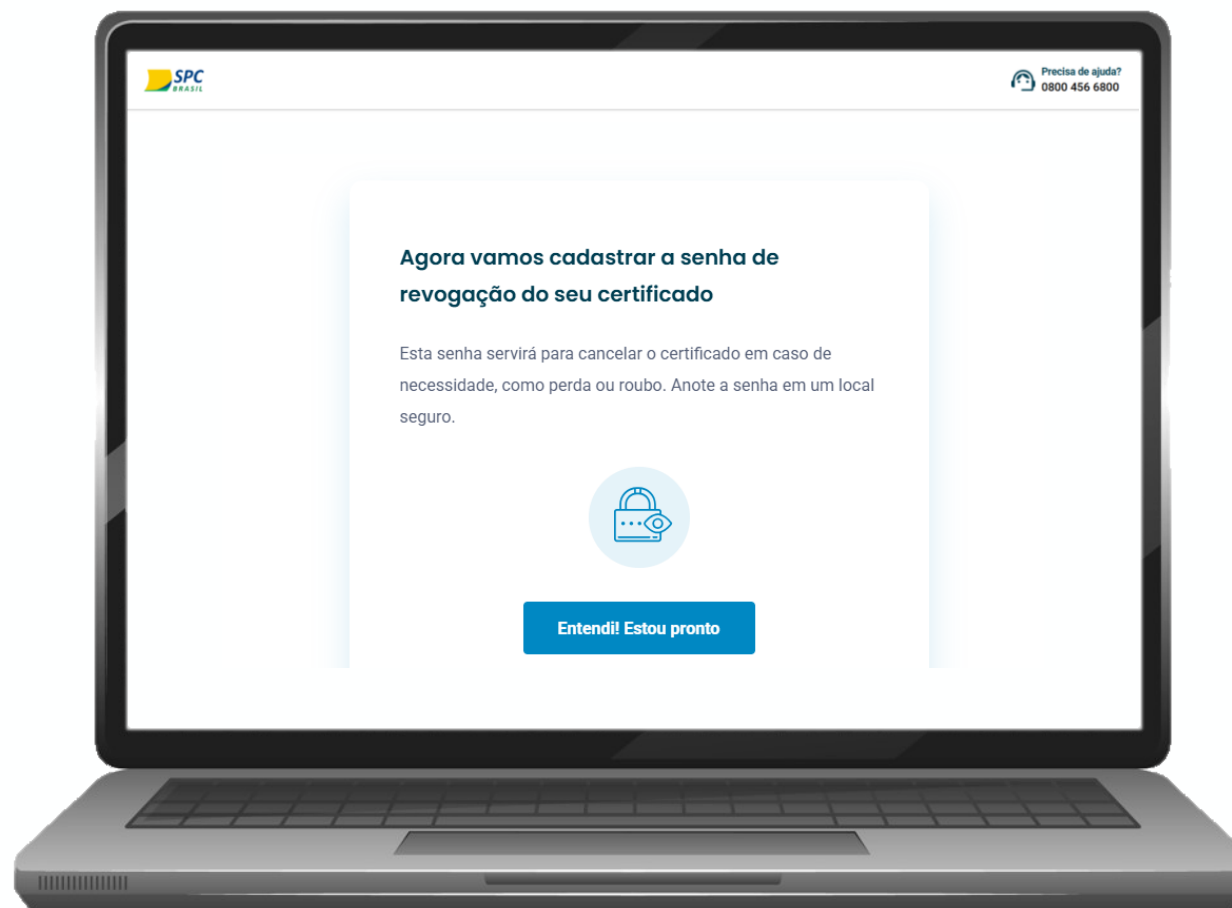 SPC
BRASIL
Precisa de ajuda?
0800 456 6800
Agora vamos cadastrar a senha de
revogação do seu certificado
Esta senha servirá para cancelar o certificado em caso de
necessidade, como perda ou roubo. Anote a senha em um local
seguro.
Entendi! Estou pronto